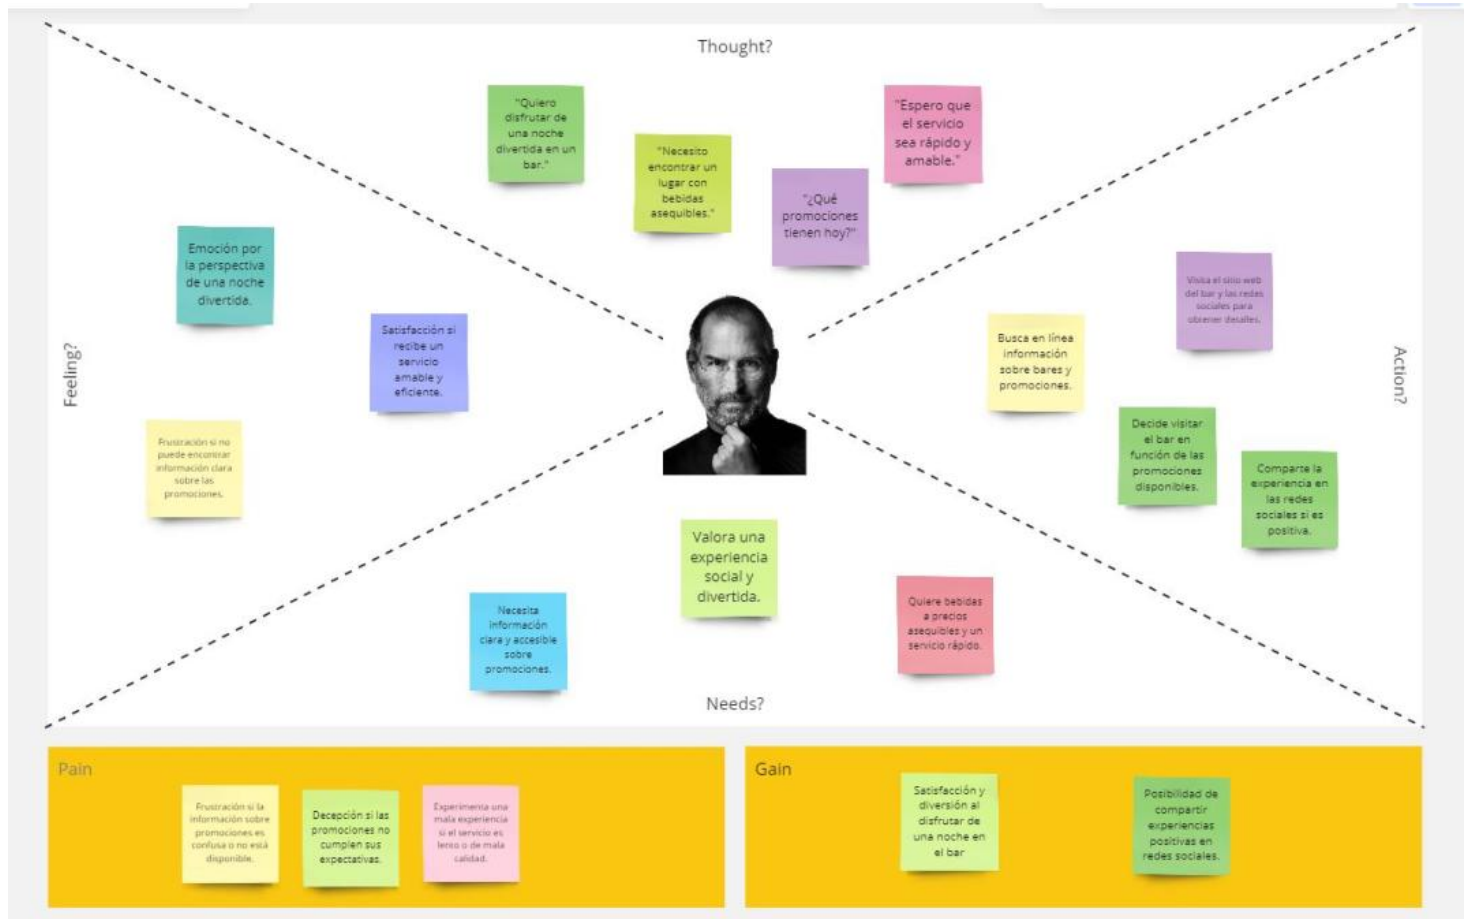 Thought?
"Quiero
disfrutar de
una noche
divertida en un
bar."
"Necesito
encontrar un
lugar con
bebidas
asequibles."
"¿Qué
promociones
tienen hoy?"
"Espero que
el servicio
sea rápido y
amable."
Feeling?
Emoción por
la perspectiva
de una noche
divertida.
Satisfacción si
recibe un
servicio
amable y
eficiente.
Frustración si no
puede encontrar
información clara
sobre las
promociones.
Action?
Busca en línea
información
sobre bares y
promociones.
Visita el sitio web
del bar y las redes
sociales para
obtener detalles.
Decide visitar
el bar en
función de las
promociones
disponibles.
Comparte la
experiencia en
las redes
sociales si es
positiva.
Necesita
información
clara y accesible
sobre
promociones.
Valora una
experiencia
social y
divertida.
Quiere bebidas
a precios
asequibles y un
servicio rápido.
Needs?
Pain
Frustración si la
información sobre
promociones es
confusa o no está
disponible.
Decepción si las
promociones no
cumplen sus
expectativas.
Experimenta una
mala experiencia
si el servicio es
lento o de mala
calidad.
Gain
Satisfacción y
diversión al
disfrutar de
una noche en
el bar
Posibilidad de
compartir
experiencias
positivas en
redes sociales.